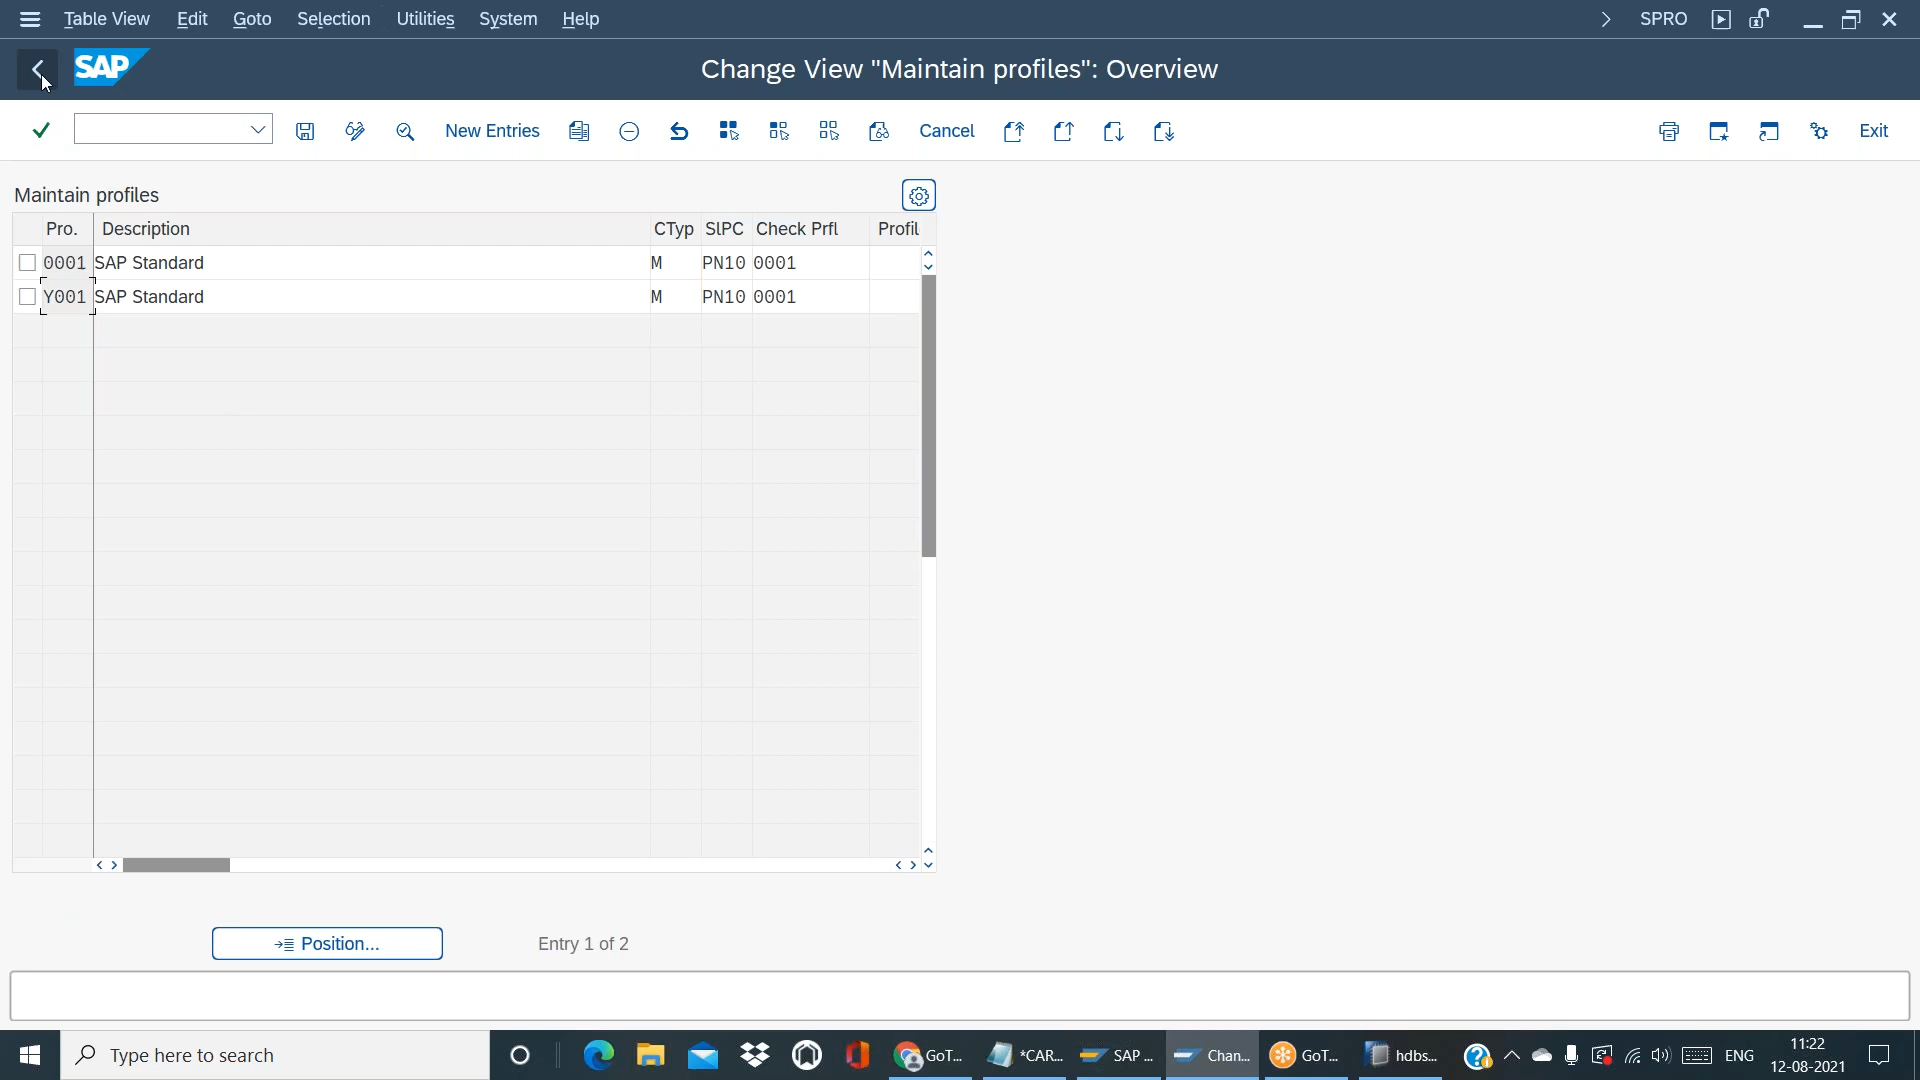 Table View Edit Goto Selection Utilities System Help SPRO
SAP Change View "Maintain profiles": Overview
New Entries Cancel Exit
Maintain profiles
Pro. Description CTyp SlPC Check Prfl Profil
0001 SAP Standard M PN10 0001
Y001 SAP Standard M PN10 0001
Position... Entry 1 of 2
Type here to search GoT... *CAR... SAP ... Chan... GoT... hdbs... ENG 11:22
12-08-2021